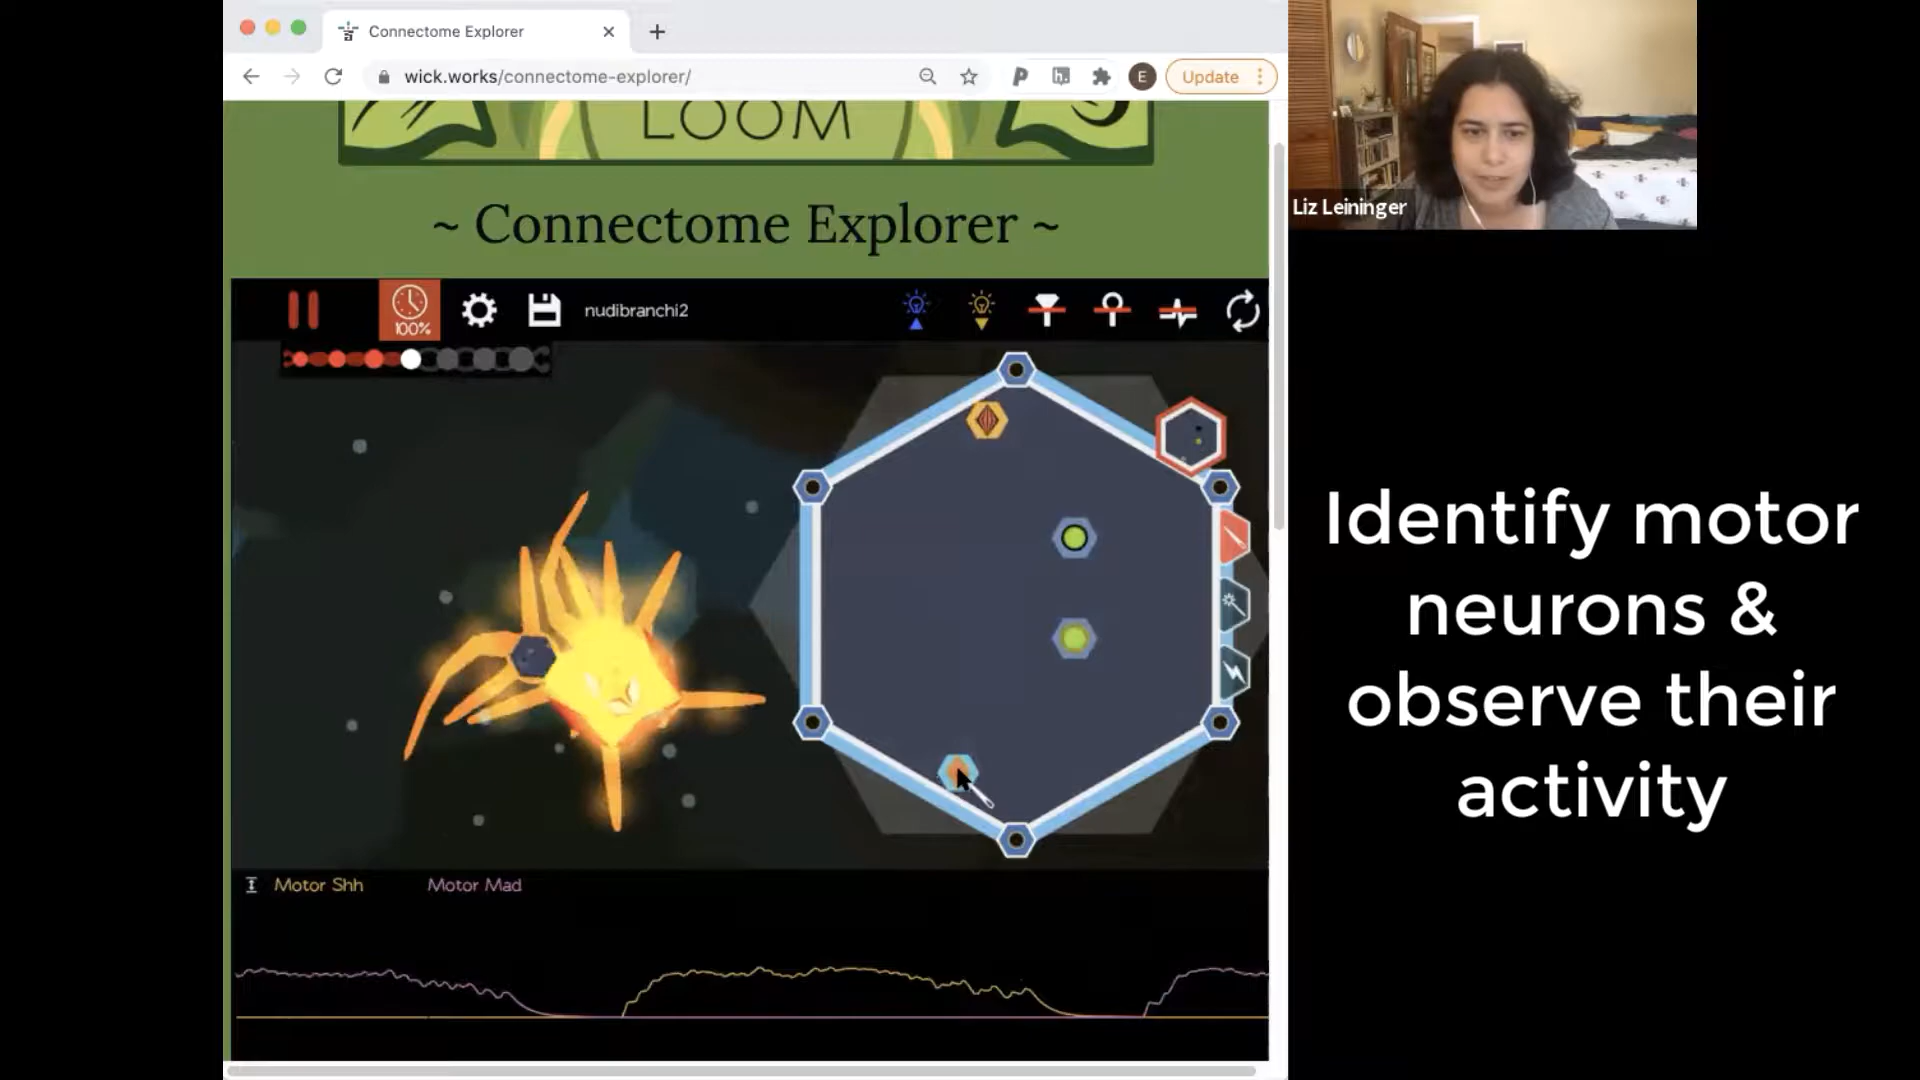 Connectome Explorer
wick.works/connectome-explorer/
E
Update
LOOM
~ Connectome Explorer ~
100%
nudibranchi2
Liz Leininger
Identify motor
neurons &
observe their
activity
Motor Shh
Motor Mad